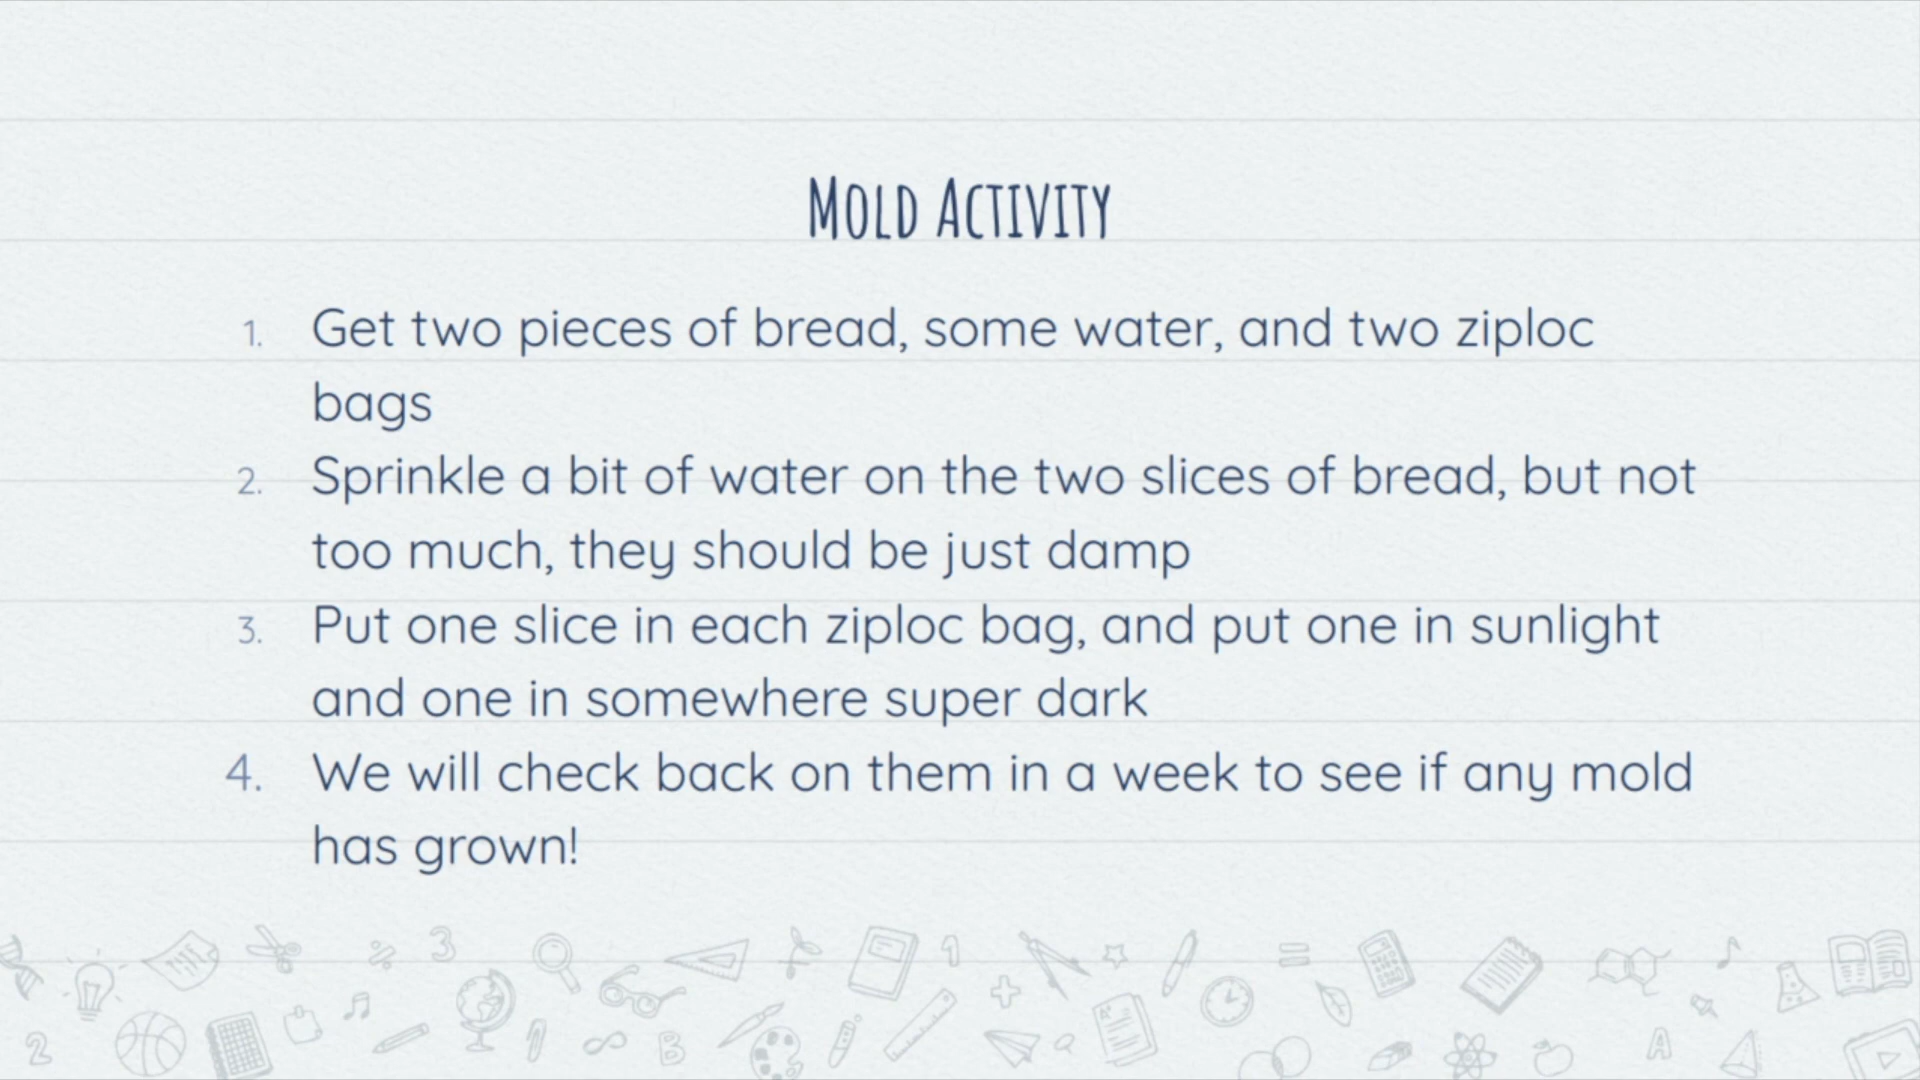 Mold Activity
1. Get two pieces of bread, some water, and two ziploc
bags
2. Sprinkle a bit of water on the two slices of bread, but not
too much, they should be just damp
3. Put one slice in each ziploc bag, and put one in sunlight
and one in somewhere super dark
4. We will check back on them in a week to see if any mold
has grown!
3 1
2 B A